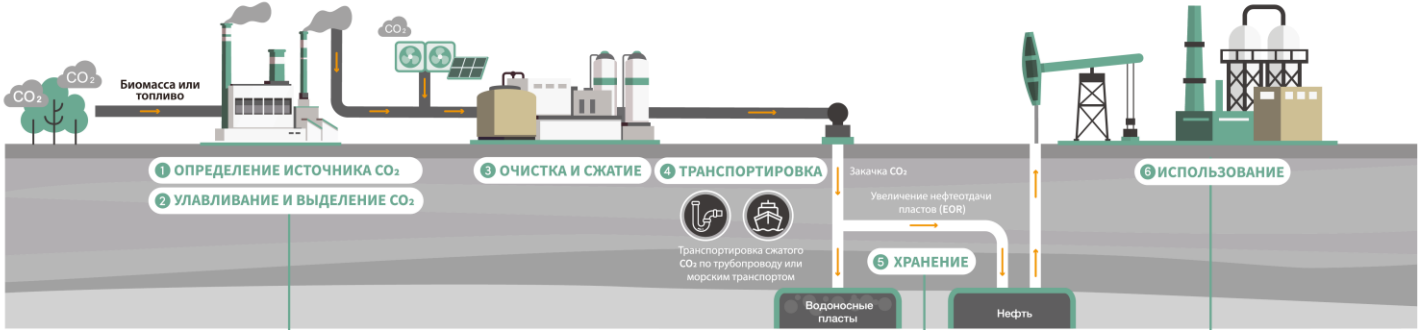 CO₂
CO₂
Биомасса или
топливо
CO₂
1 ОПРЕДЕЛЕНИЕ ИСТОЧНИКА CO₂
2 УЛАВЛИВАНИЕ И ВЫДЕЛЕНИЕ CO₂
3 ОЧИСТКА И СЖАТИЕ
4 ТРАНСПОРТИРОВКА
Транспортировка сжатого
CO₂ по трубопроводу или
морским транспортом
Закачка CO₂
Увеличение нефтеотдачи
пластов (EOR)
5 ХРАНЕНИЕ
Водоносные
пласты
Нефть
6 ИСПОЛЬЗОВАНИЕ